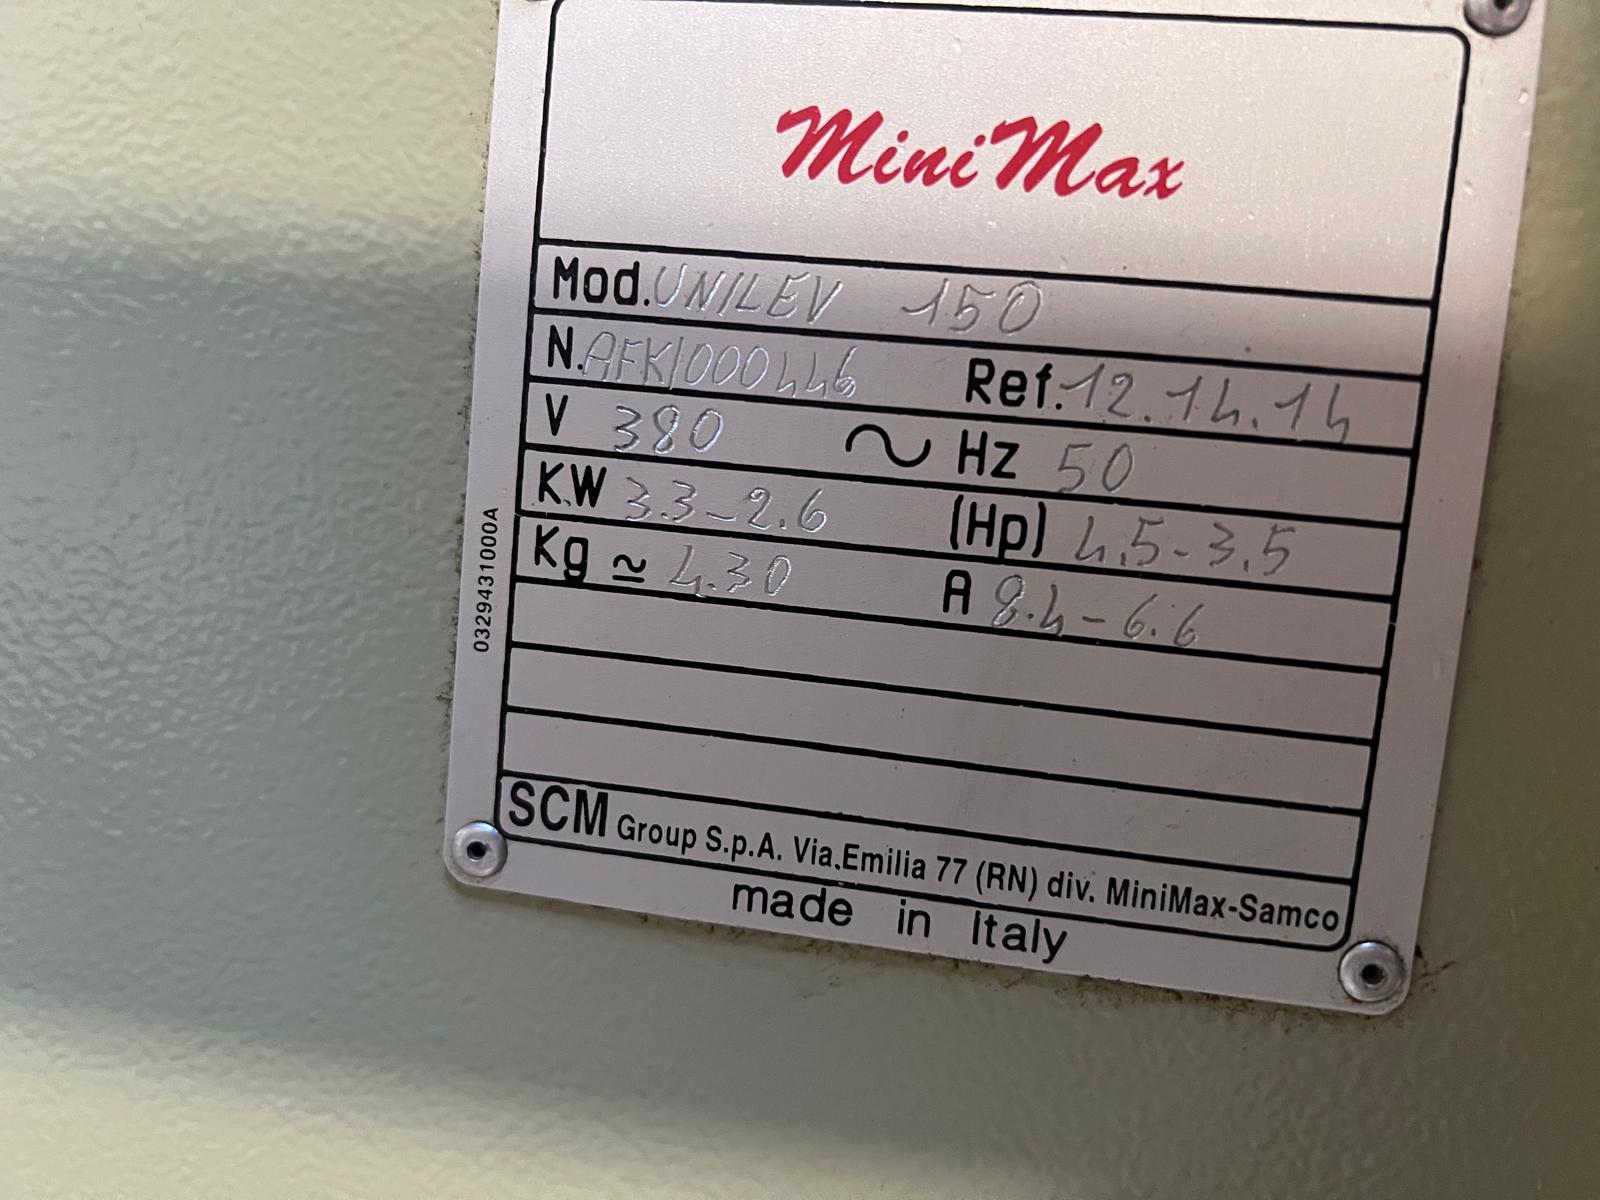 MiniMax
Mod. UNILEV 150
N. AFK/000446 Ref. 12.14.14
V 380 ~ Hz 50
KW 3.3-2.6 (Hp) 4.5-3.5
Kg ≃ 4.30 A 8.4-6.6
SCM Group S.p.A. Via.Emilia 77 (RN) div. MiniMax-Samco
made in Italy
0329431000A